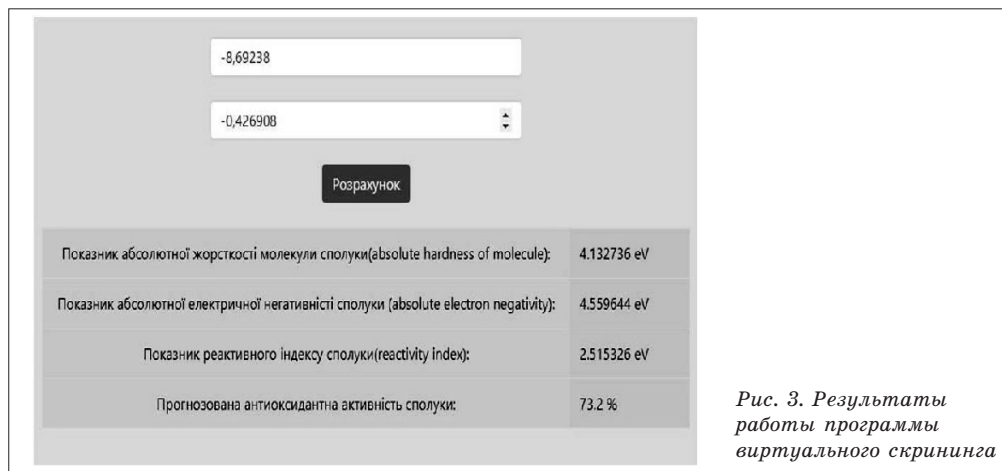 -8,69238
-0,426908
Розрахунок
Показник абсолютної жорсткості молекули сполуки(absolute hardness of molecule): 4.132736 eV
Показник абсолютної електричної негативністі сполуки (absolute electron negativity): 4.559644 eV
Показник реактивного індексу сполуки(reactivity index): 2.515326 eV
Прогнозована антиоксидантна активність сполуки: 73.2 %
Рис. 3. Результаты
работы программы
виртуального скрининга